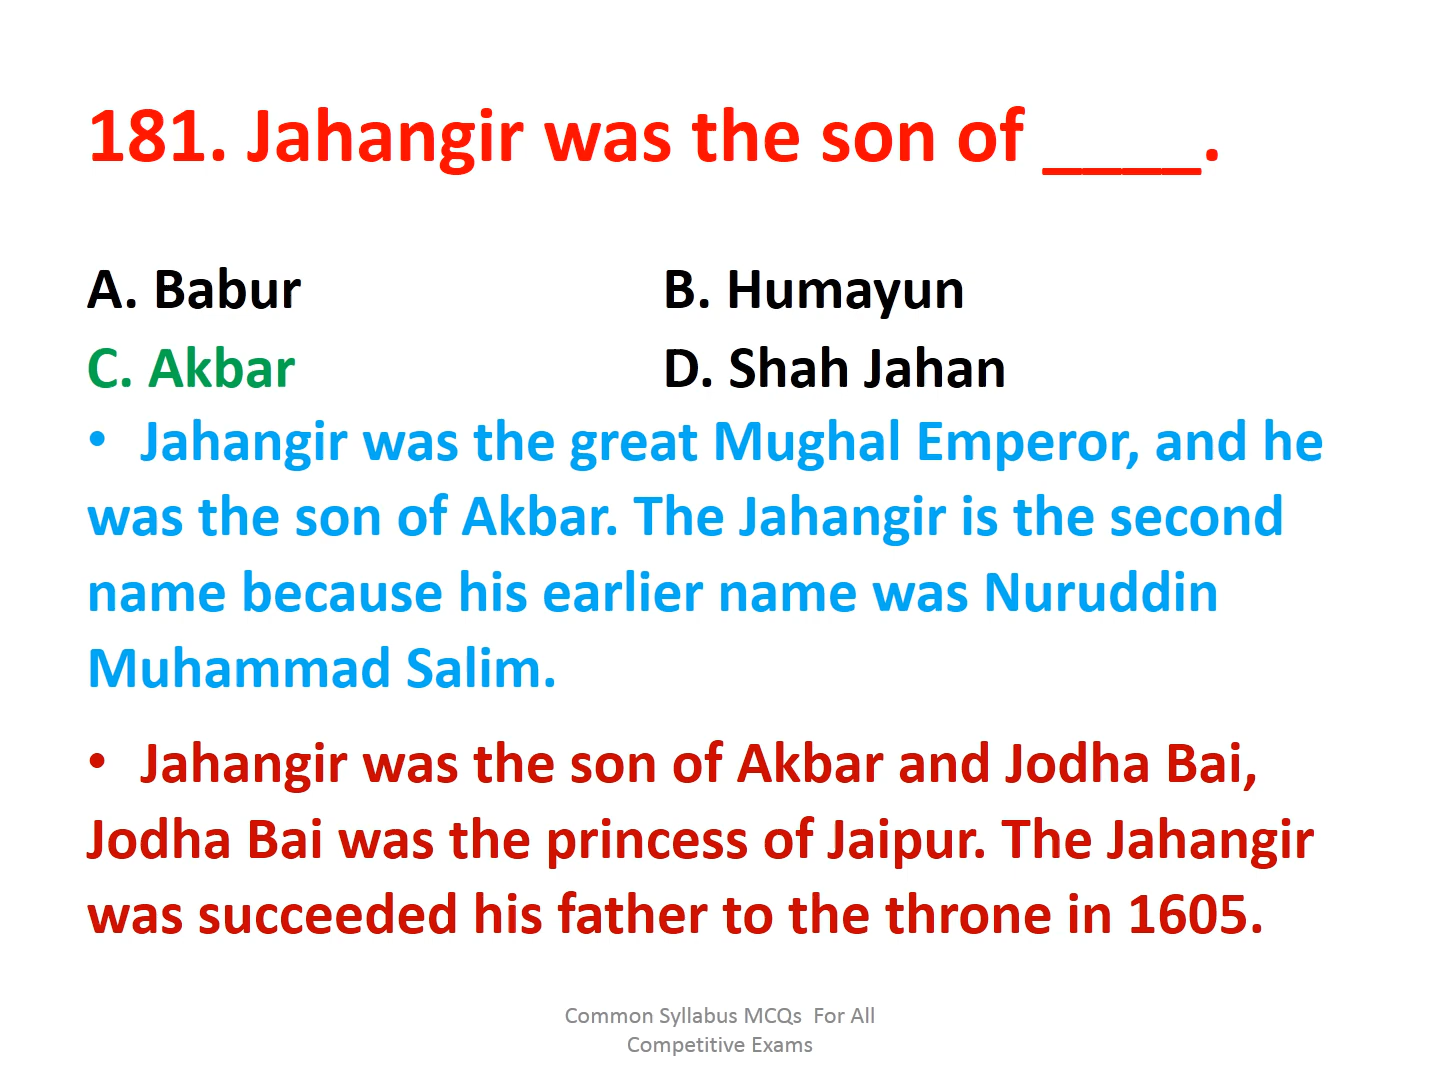 181. Jahangir was the son of ____.
A. Babur B. Humayun
C. Akbar D. Shah Jahan
• Jahangir was the great Mughal Emperor, and he
was the son of Akbar. The Jahangir is the second
name because his earlier name was Nuruddin
Muhammad Salim.
• Jahangir was the son of Akbar and Jodha Bai,
Jodha Bai was the princess of Jaipur. The Jahangir
was succeeded his father to the throne in 1605.
Common Syllabus MCQs For All
Competitive Exams